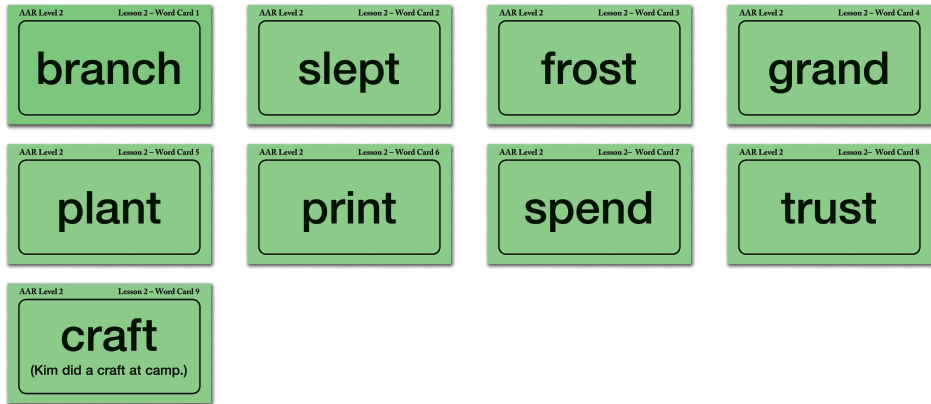 AAR Level 2 Lesson 2 – Word Card 1
branch
AAR Level 2 Lesson 2 – Word Card 2
slept
AAR Level 2 Lesson 2 – Word Card 3
frost
AAR Level 2 Lesson 2 – Word Card 4
grand
AAR Level 2 Lesson 2 – Word Card 5
plant
AAR Level 2 Lesson 2 – Word Card 6
print
AAR Level 2 Lesson 2– Word Card 7
spend
AAR Level 2 Lesson 2– Word Card 8
trust
AAR Level 2 Lesson 2 – Word Card 9
craft
(Kim did a craft at camp.)